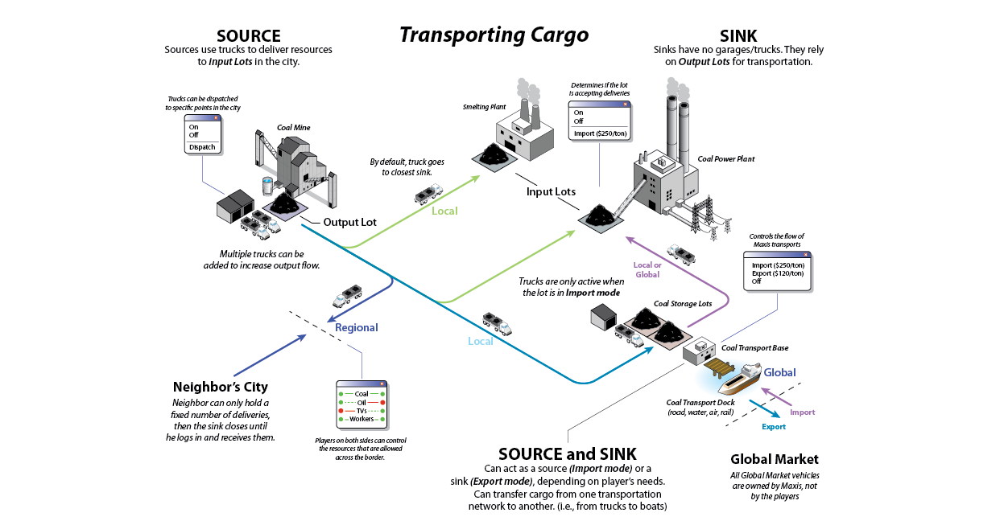 Transporting Cargo
SOURCE
Sources use trucks to deliver resources
to Input Lots in the city.
SINK
Sinks have no garages/trucks. They rely
on Output Lots for transportation.
Trucks can be dispatched
to specific points in the city
On
Off
Dispatch
Coal Mine
Output Lot
Multiple trucks can be
added to increase output flow.
By default, truck goes
to closest sink.
Local
Smelting Plant
Input Lots
Determines if the lot
is accepting deliveries
On
Off
Import ($250/ton)
Coal Power Plant
Controls the flow of
Maxis transports
Import ($250/ton)
Export ($120/ton)
Off
Local or
Global
Trucks are only active when
the lot is in Import mode
Coal Storage Lots
Regional
Local
Coal Transport Base
Global
Coal Transport Dock
(road, water, air, rail)
Import
Export
Neighbor's City
Neighbor can only hold a
fixed number of deliveries,
then the sink closes until
he logs in and receives them.
Coal
Oil
TVs
Workers
Players on both sides can control
the resources that are allowed
across the border.
SOURCE and SINK
Can act as a source (Import mode) or a
sink (Export mode), depending on player's needs.
Can transfer cargo from one transportation
network to another. (i.e., from trucks to boats)
Global Market
All Global Market vehicles
are owned by Maxis, not
by the players